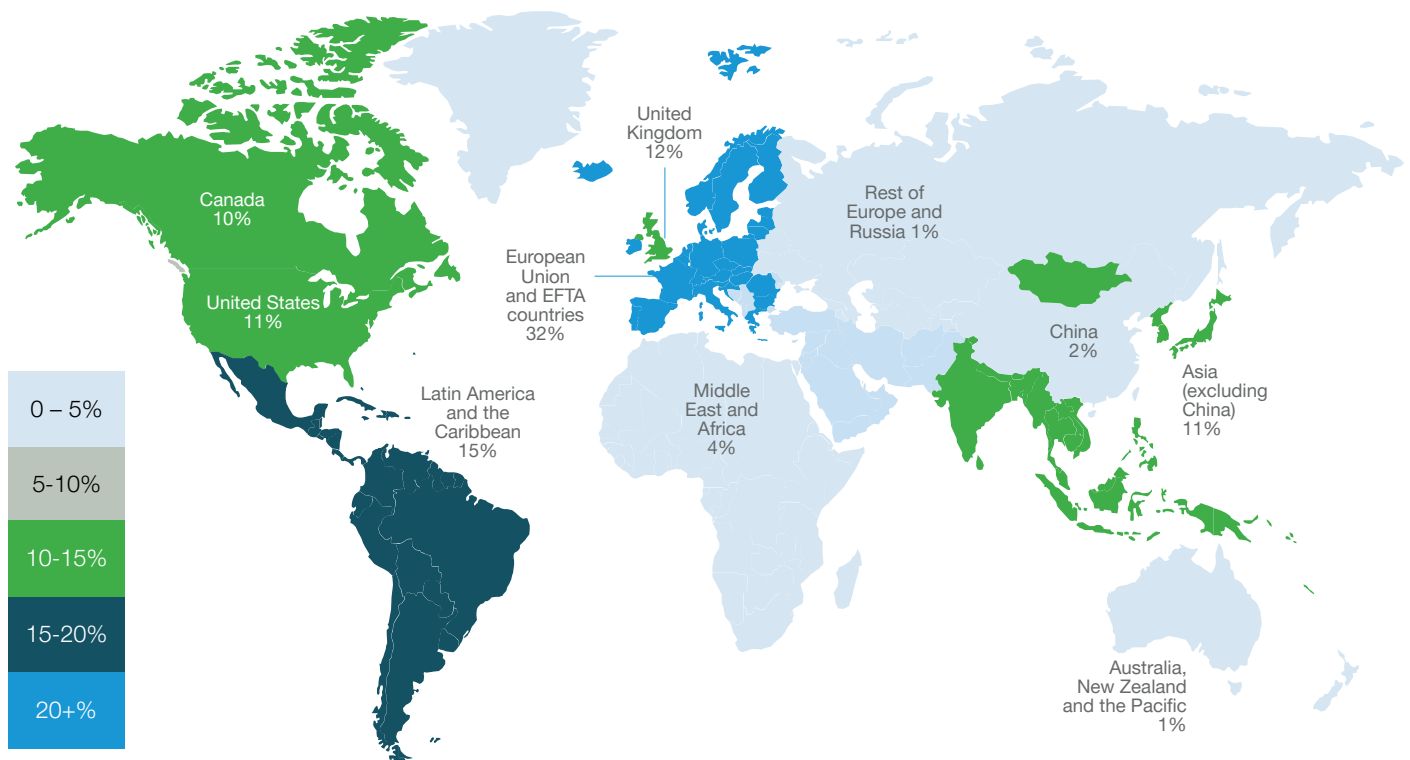 United
Kingdom
12%
Canada
10%
Rest of
Europe and
Russia 1%
European
Union
and EFTA
countries
32%
United States
11%
China
2%
Asia
(excluding
China)
11%
Latin America
and the
Caribbean
15%
Middle
East and
Africa
4%
0 – 5%
5-10%
10-15%
15-20%
20+%
Australia,
New Zealand
and the Pacific
1%